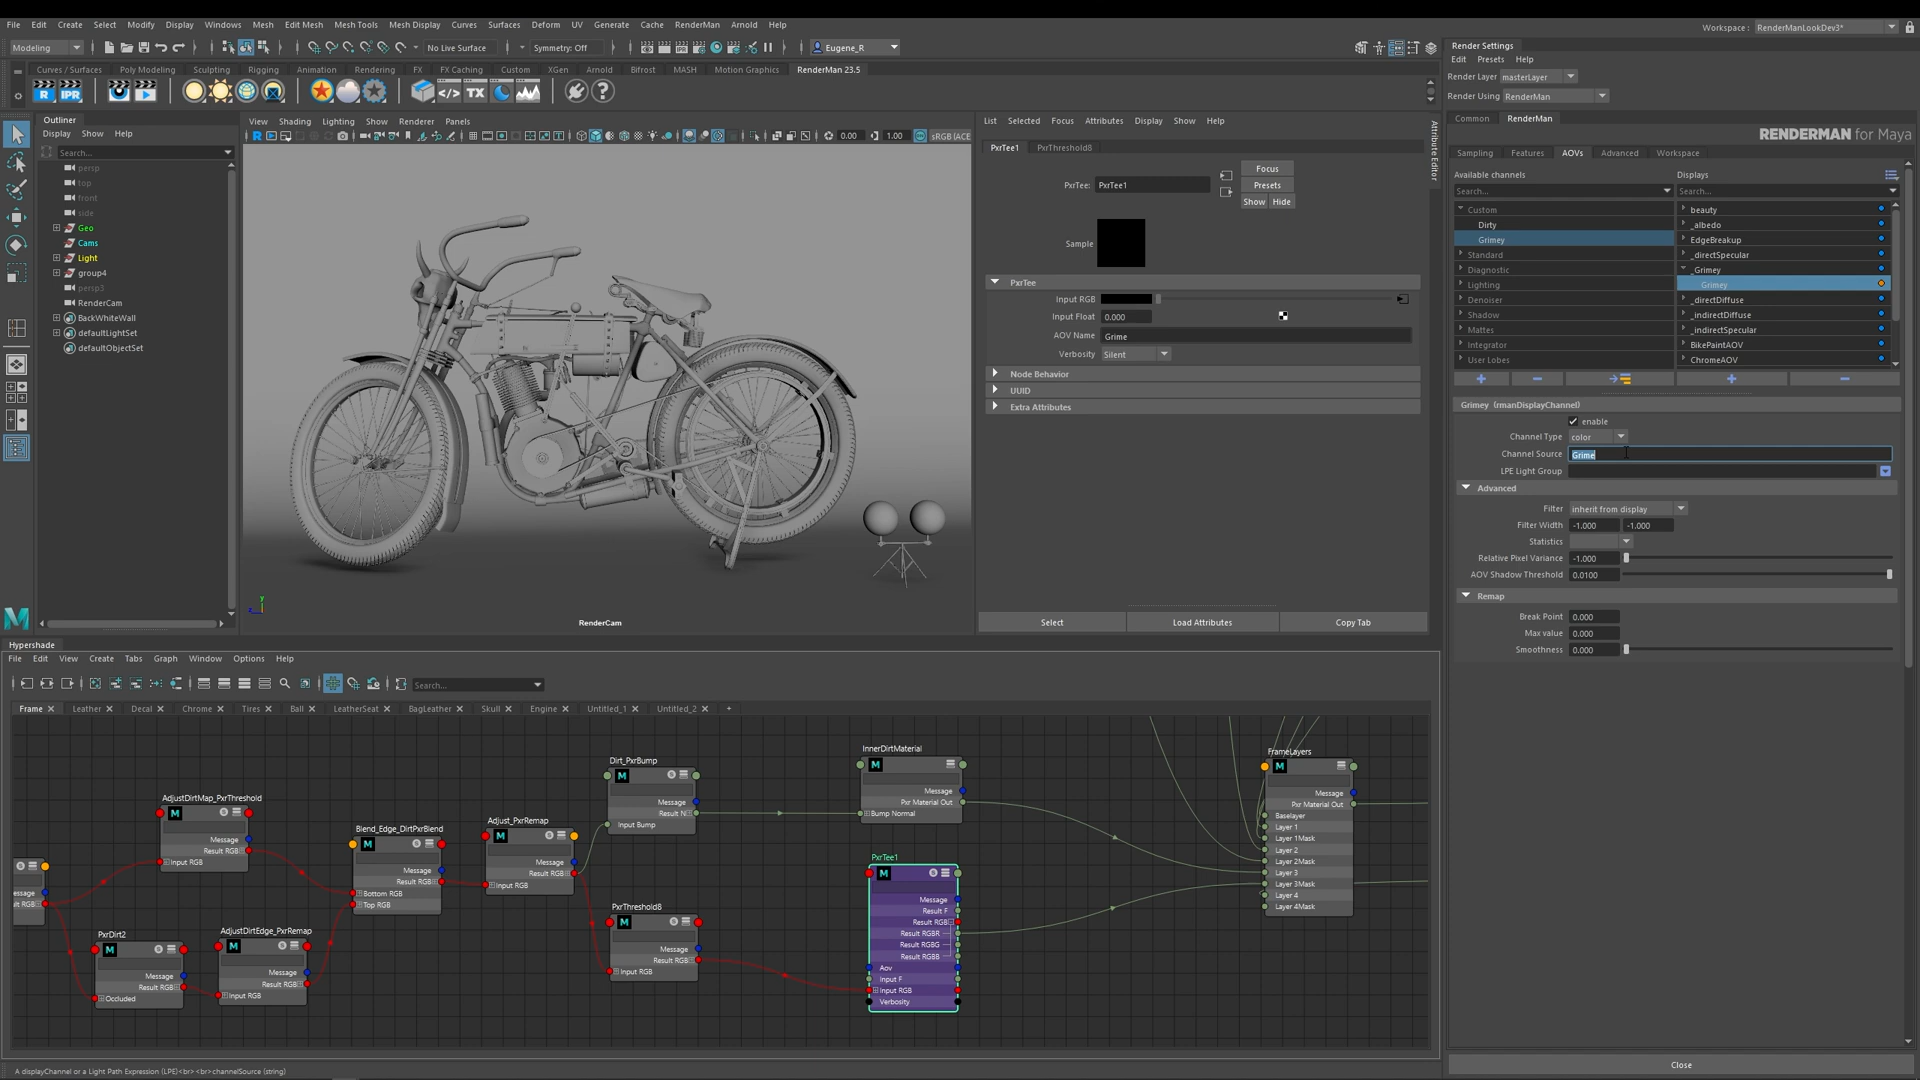 File Edit Create Select Modify Display Windows Mesh Edit Mesh Mesh Tools Mesh Display Curves Surfaces Deform UV Generate Cache RenderMan Arnold Help
Workspace : RenderManLookDev3*
Modeling
No Live Surface
Symmetry: Off
Eugene_R
Curves / Surfaces Poly Modeling Sculpting Rigging Animation Rendering FX FX Caching Custom XGen Arnold Bifrost MASH Motion Graphics RenderMan 23.5
R IPR </> TX ?
Outliner
Display Show Help
Search...
persp
top
front
side
Geo
Cams
Light
group4
persp5
RenderCam
BackWhiteWall
defaultLightSet
defaultObjectSet
View Shading Lighting Show Renderer Panels
0.00 1.00 sRGB (ACE
RenderCam
List Selected Focus Attributes Display Show Help
PxrTee1 PxrThreshold8
PxrTee: PxrTee1
Focus
Presets
Show Hide
Sample
PxrTee
Input RGB
Input Float 0.000
AOV Name Grime
Verbosity Silent
Node Behavior
UUID
Extra Attributes
Select Load Attributes Copy Tab
Attribute Editor
Render Settings
Edit Presets Help
Render Layer masterLayer
Render Using RenderMan
Common RenderMan
RENDERMAN for Maya
Sampling Features AOVs Advanced Workspace
Available channels
Search...
Custom
Dirty
Grimey
Standard
Diagnostic
Lighting
Denoiser
Shadow
Mattes
Integrator
User Lobes
Displays
Search...
beauty
_albedo
EdgeBreakup
_directSpecular
_Grimey
Grimey
_directDiffuse
_indirectDiffuse
_indirectSpecular
BikePaintAOV
ChromeAOV
Grimey (rmanDisplayChannel)
enable
Channel Type color
Channel Source Grime
LPE Light Group
Advanced
Filter inherit from display
Filter Width -1.000 -1.000
Statistics
Relative Pixel Variance -1.000
AOV Shadow Threshold 0.0100
Remap
Break Point 0.000
Max value 0.000
Smoothness 0.000
Close
Hypershade
File Edit View Create Tabs Graph Window Options Help
Search...
Frame Leather Decal Chrome Tires Ball LeatherSeat BagLeather Skull Engine Untitled_1 Untitled_2 +
essage
lt RGB
AdjustDirtMap_PxrThreshold
Message
Result RGB
Input RGB
PxrDirt2
Message
Result RGB
Occluded
AdjustDirtEdge_PxrRemap
Message
Result RGB
Input RGB
Blend_Edge_DirtPxrBlend
Message
Result RGB
Bottom RGB
Top RGB
Adjust_PxrRemap
Message
Result RGB
Input RGB
Dirt_PxrBump
Message
Result N
Input Bump
PxrThreshold8
Message
Result RGB
Input RGB
InnerDirtMaterial
Message
Pxr Material Out
Bump Normal
PxrTee1
Message
Result F
Result RGB
Result RGBR
Result RGBG
Result RGBB
Aov
Input F
Input RGB
Verbosity
FrameLayers
Message
Pxr Material Out
Baselayer
Layer 1
Layer 1Mask
Layer 2
Layer 2Mask
Layer 3
Layer 3Mask
Layer 4
Layer 4Mask
A displayChannel or a Light Path Expression (LPE)<br> <br>channelSource (string)